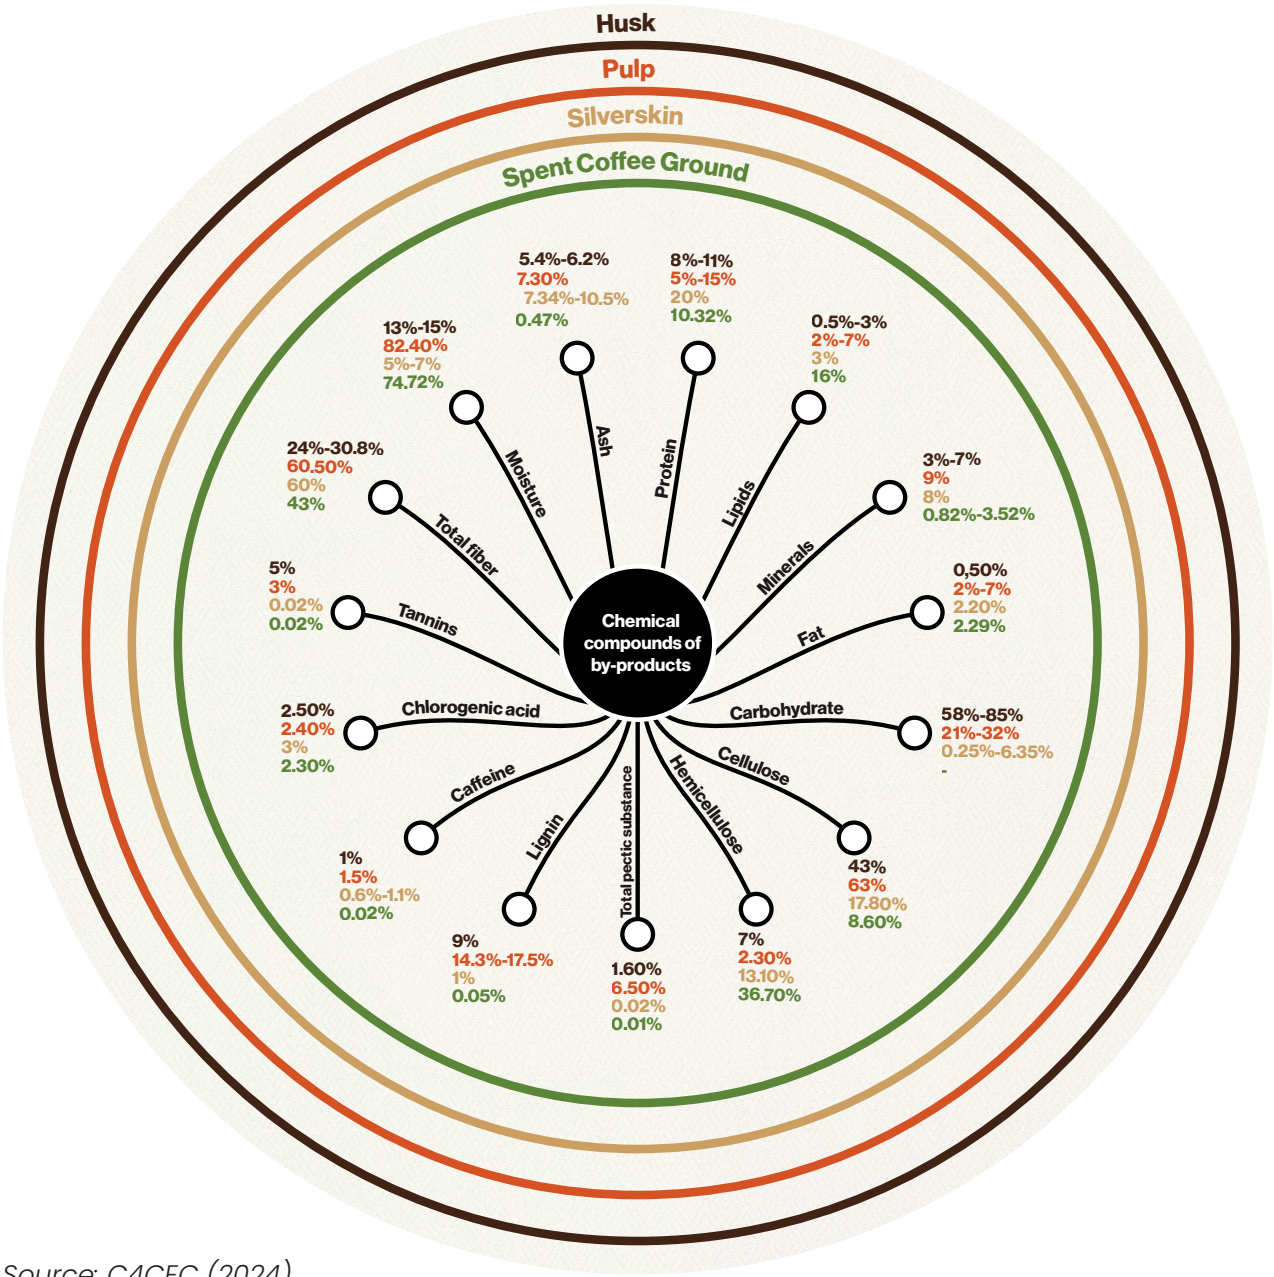 Husk
Pulp
Silverskin
Spent Coffee Ground
5.4%-6.2%
7.30%
7.34%-10.5%
0.47%
Ash
8%-11%
5%-15%
20%
10.32%
Protein
0.5%-3%
2%-7%
3%
16%
Lipids
3%-7%
9%
8%
0.82%-3.52%
Minerals
0,50%
2%-7%
2.20%
2.29%
Fat
58%-85%
21%-32%
0.25%-6.35%
-
Carbohydrate
43%
63%
17.80%
8.60%
Cellulose
7%
2.30%
13.10%
36.70%
Hemicellulose
1.60%
6.50%
0.02%
0.01%
Total pectic substance
9%
14.3%-17.5%
1%
0.05%
Lignin
1%
1.5%
0.6%-1.1%
0.02%
Caffeine
2.50%
2.40%
3%
2.30%
Chlorogenic acid
5%
3%
0.02%
0.02%
Tannins
24%-30.8%
60.50%
60%
43%
Total fiber
13%-15%
82.40%
5%-7%
74.72%
Moisture
Chemical
compounds of
by-products
Source: C4CEC (2024)